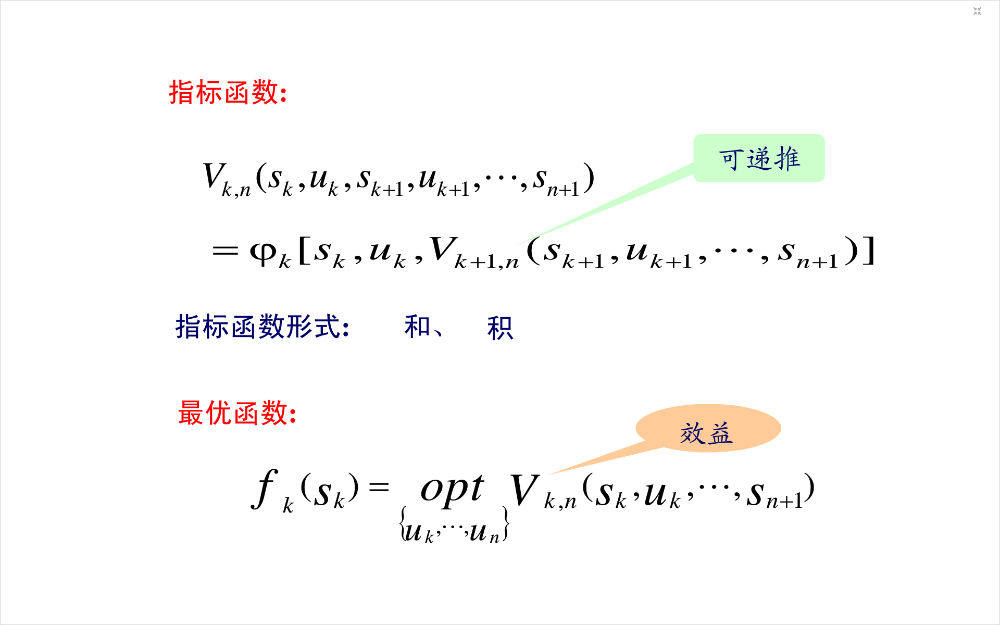 指标函数:
可递推
V_{k,n}(s_k,u_k,s_{k+1},u_{k+1},⋯,s_{n+1})
=φ_k[s_k,u_k,V_{k+1,n}(s_{k+1},u_{k+1},⋯,s_{n+1})]
指标函数形式: 和、 积
最优函数:
效益
f_k(s_k)= opt V_{k,n}(s_k,u_k,⋯,s_{n+1})
{u_k,⋯,u_n}